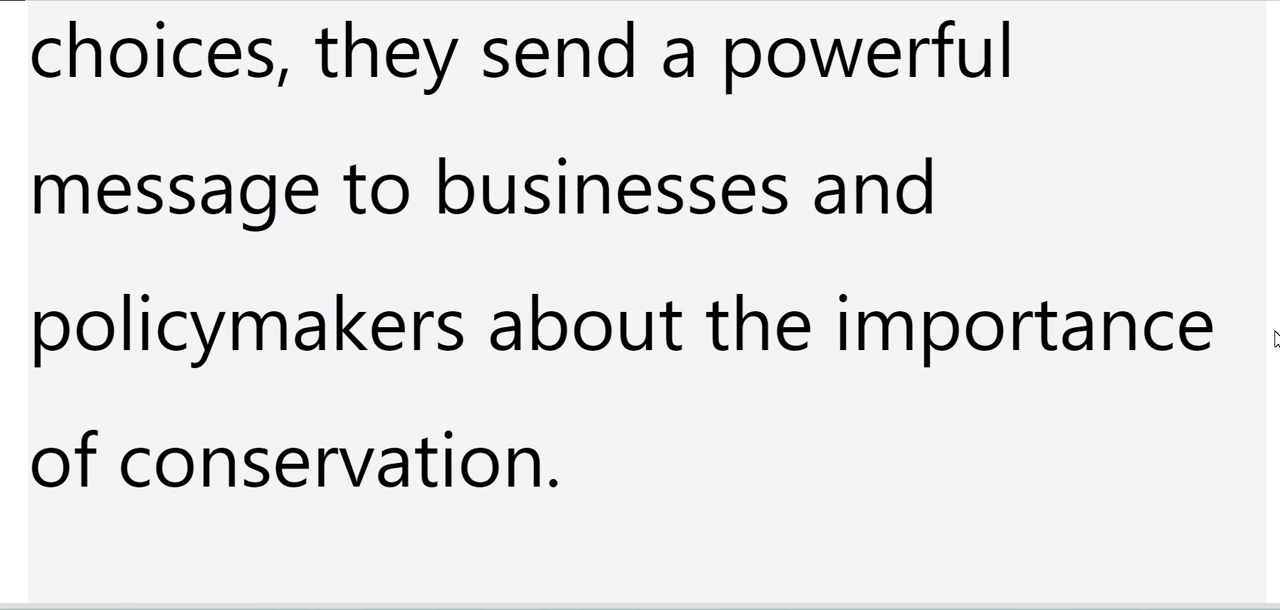 choices, they send a powerful
message to businesses and
policymakers about the importance
of conservation.